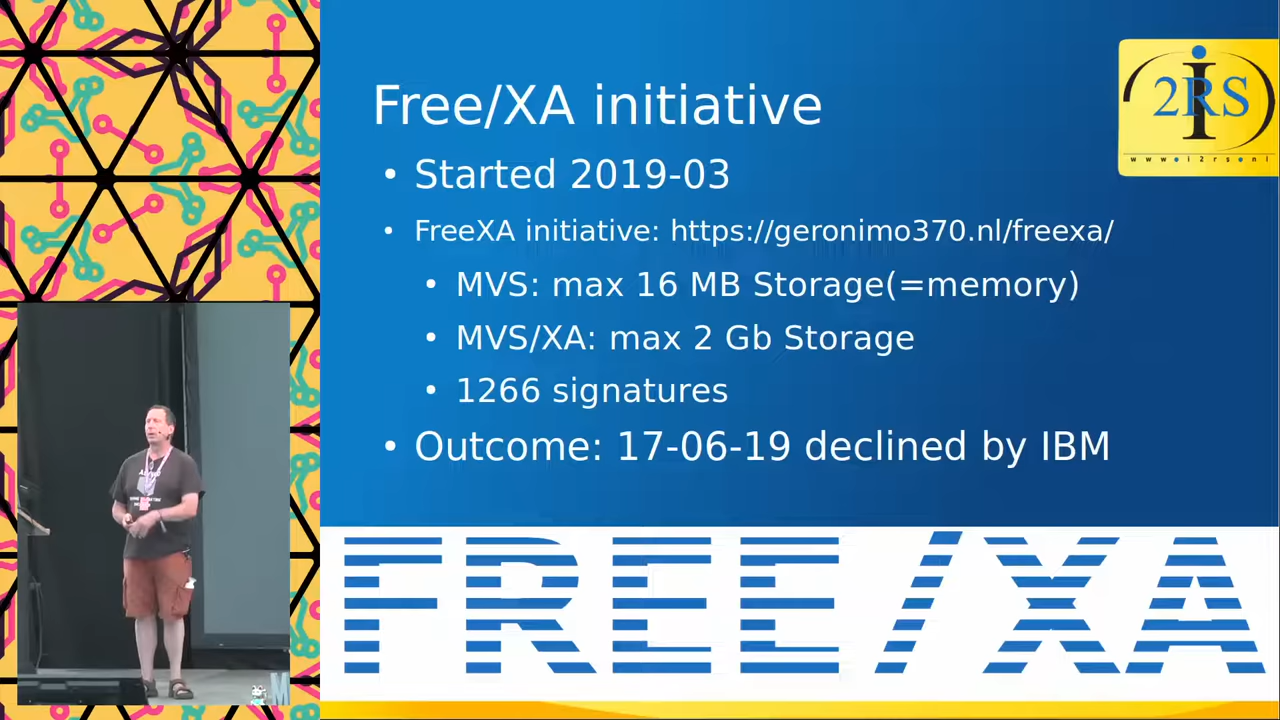 Free/XA initiative
• Started 2019-03
• FreeXA initiative: https://geronimo370.nl/freexa/
• MVS: max 16 MB Storage(=memory)
• MVS/XA: max 2 Gb Storage
• 1266 signatures
• Outcome: 17-06-19 declined by IBM
i
2RS
www.i2rs.nl
FREE/XA